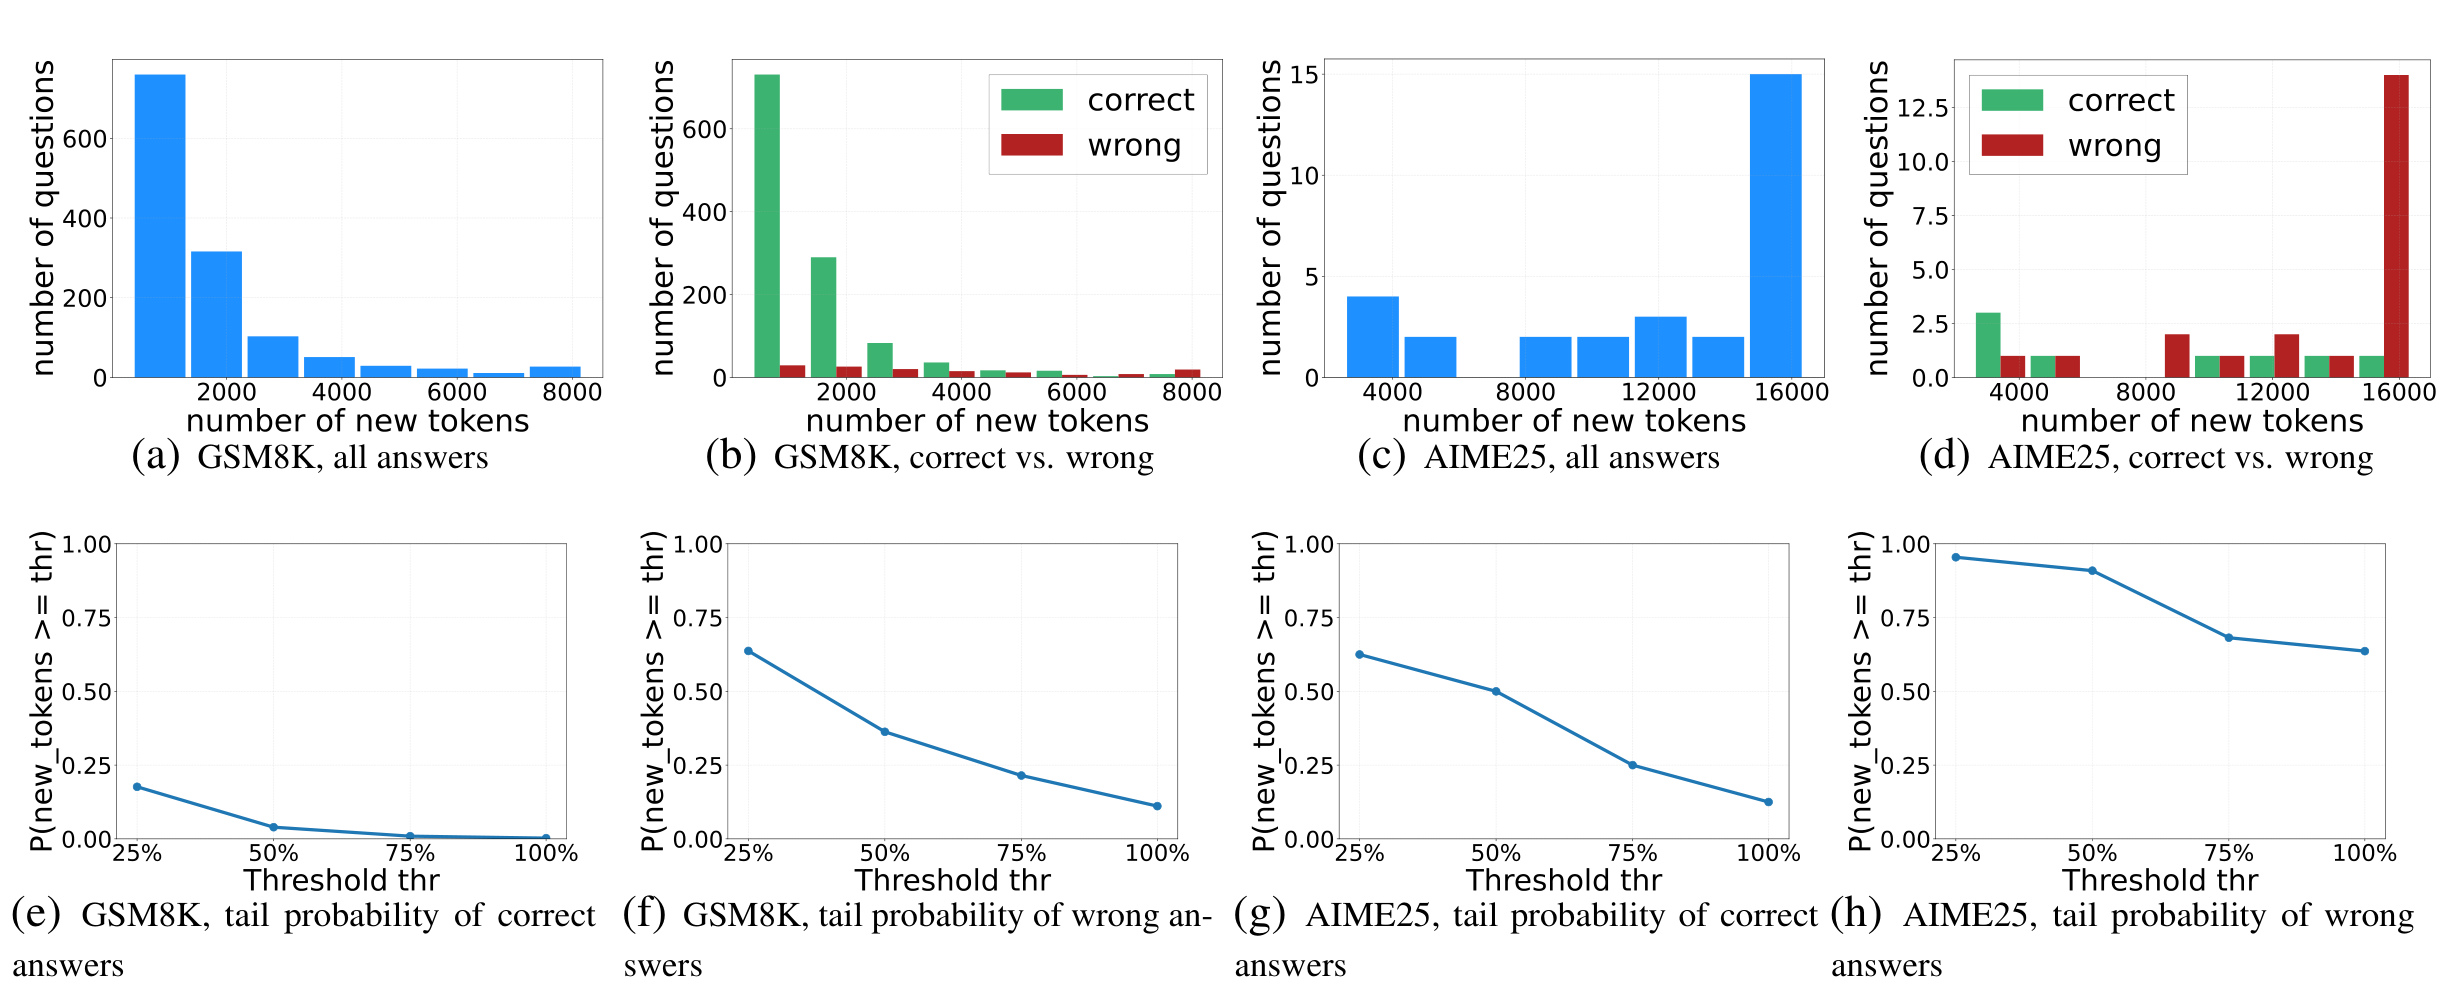 number of questions
600
400
200
0
2000 4000 6000 8000
number of new tokens
(a) GSM8K, all answers
number of questions
600
400
200
0
correct
wrong
2000 4000 6000 8000
number of new tokens
(b) GSM8K, correct vs. wrong
number of questions
15
10
5
0
4000 8000 12000 16000
number of new tokens
(c) AIME25, all answers
number of questions
12.5
10.0
7.5
5.0
2.5
0.0
correct
wrong
4000 8000 12000 16000
number of new tokens
(d) AIME25, correct vs. wrong
P(new_tokens >= thr)
1.00
0.75
0.50
0.25
0.00
25% 50% 75% 100%
Threshold thr
(e) GSM8K, tail probability of correct
answers
P(new_tokens >= thr)
1.00
0.75
0.50
0.25
0.00
25% 50% 75% 100%
Threshold thr
(f) GSM8K, tail probability of wrong an-
swers
P(new_tokens >= thr)
1.00
0.75
0.50
0.25
0.00
25% 50% 75% 100%
Threshold thr
(g) AIME25, tail probability of correct
answers
P(new_tokens >= thr)
1.00
0.75
0.50
0.25
0.00
25% 50% 75% 100%
Threshold thr
(h) AIME25, tail probability of wrong
answers